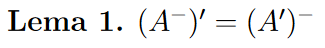 Lema 1. (A⁻)′ = (A′)⁻